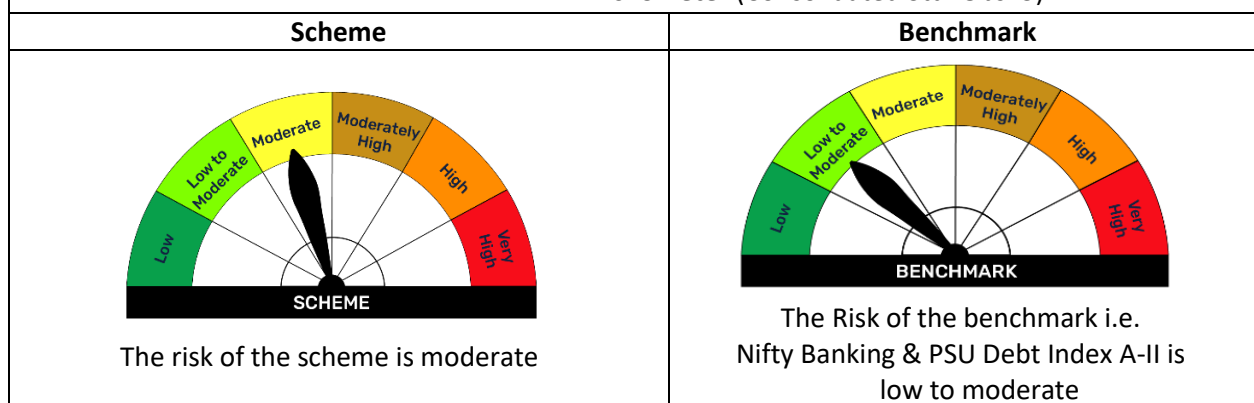 Scheme
Benchmark
Low
Low to
Moderate
Moderate
Moderately
High
High
Very
High
SCHEME
The risk of the scheme is moderate
Low
Low to
Moderate
Moderate
Moderately
High
High
Very
High
BENCHMARK
The Risk of the benchmark i.e.
Nifty Banking & PSU Debt Index A-II is
low to moderate